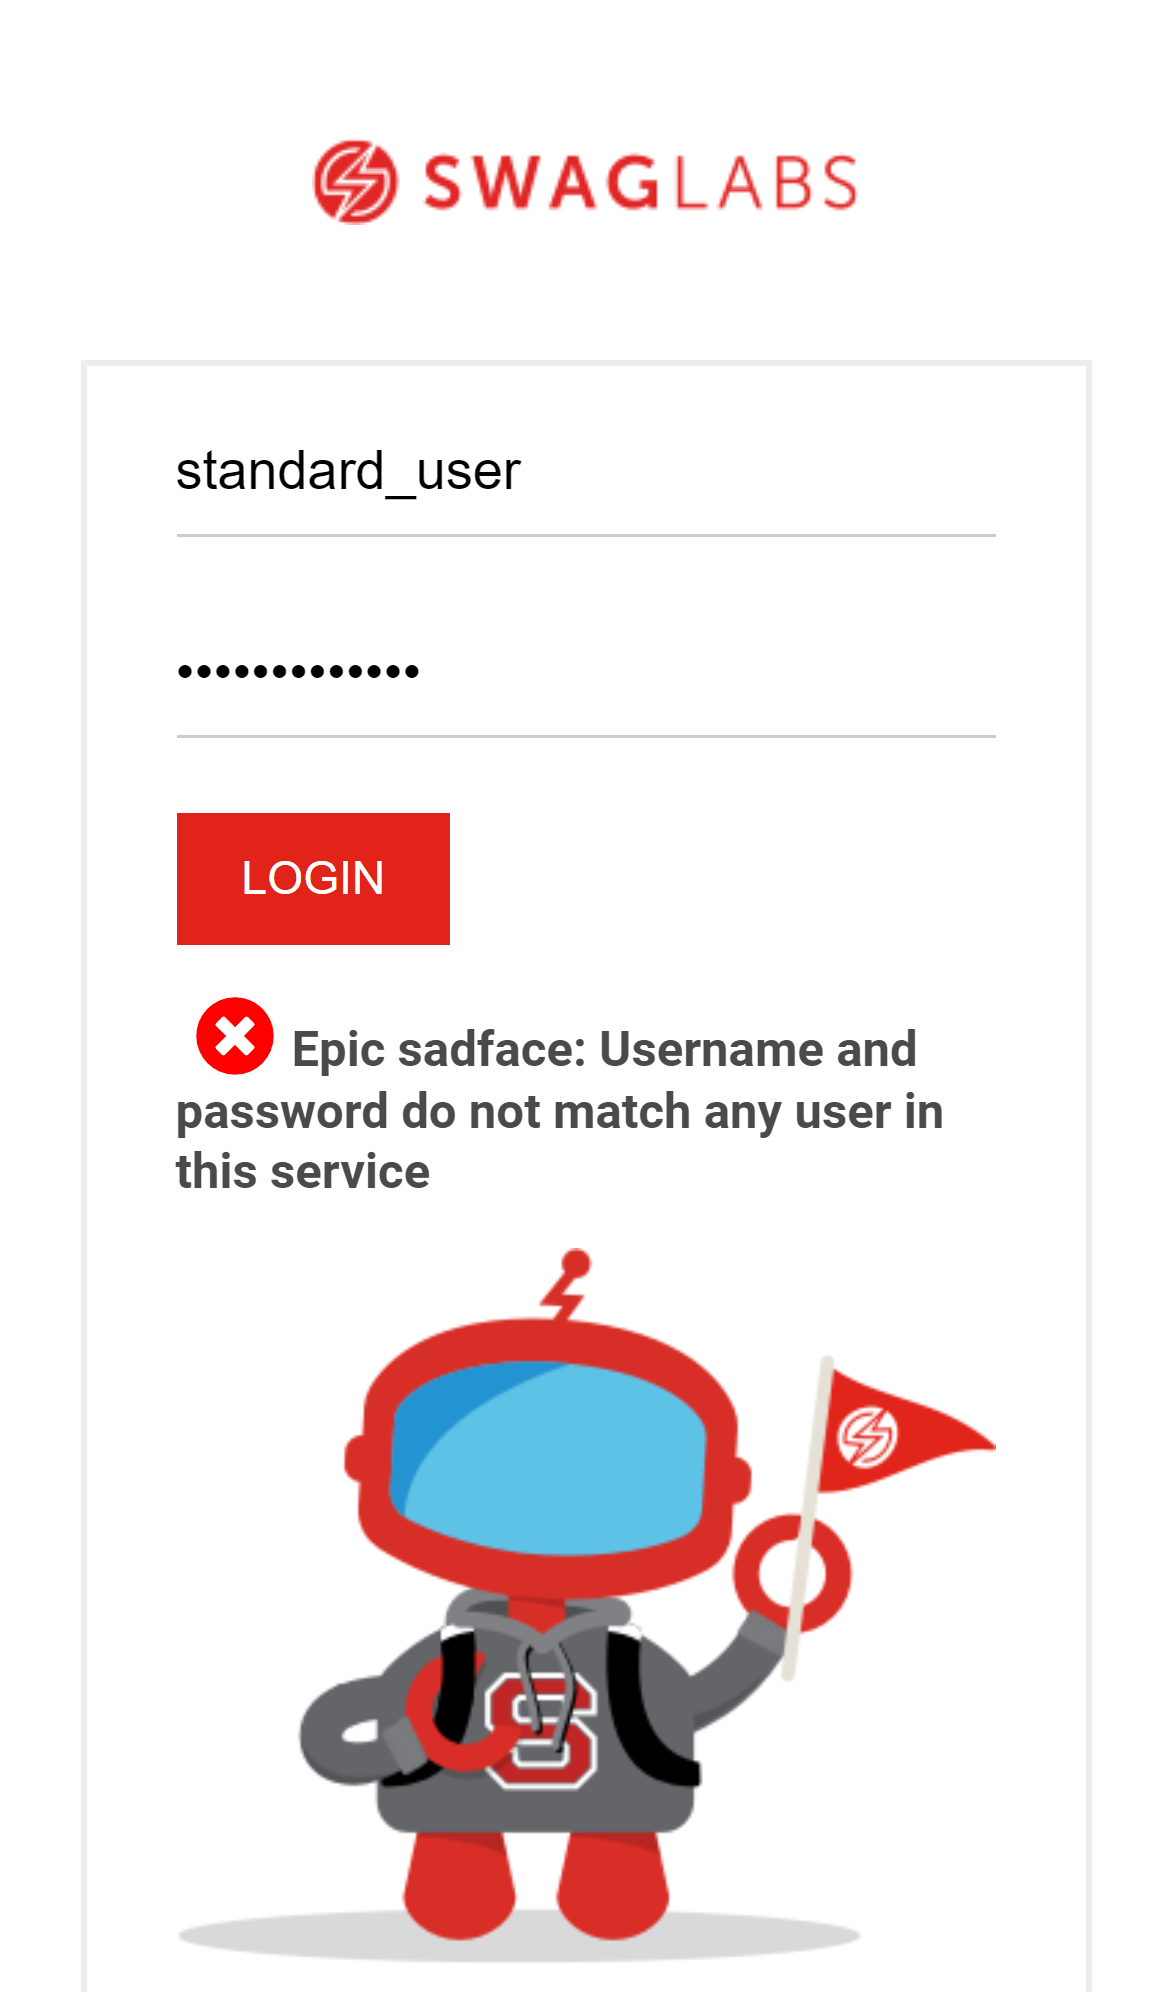 SWAGLABS
standard_user
•••••••••••••
LOGIN
Epic sadface: Username and
password do not match any user in
this service
S